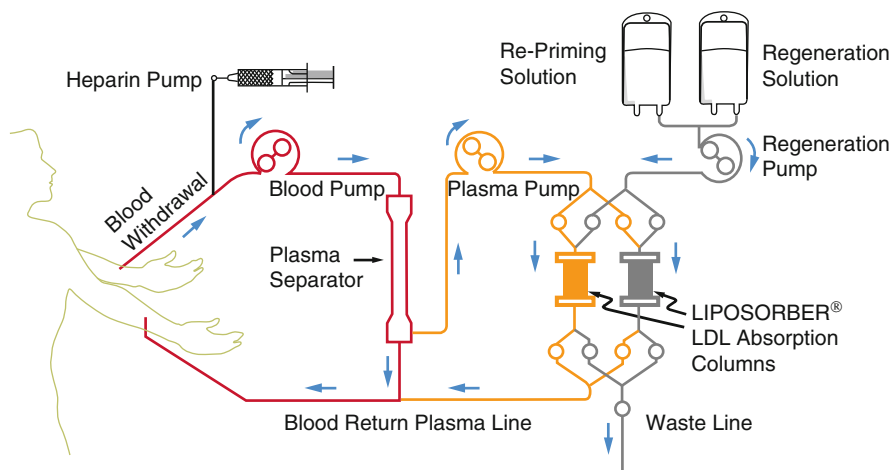 Re-Priming
Solution
Regeneration
Solution
Heparin Pump
Blood
Withdrawal
Blood Pump
Plasma Pump
Regeneration
Pump
Plasma
Separator
LIPOSORBER®
LDL Absorption
Columns
Blood Return Plasma Line
Waste Line